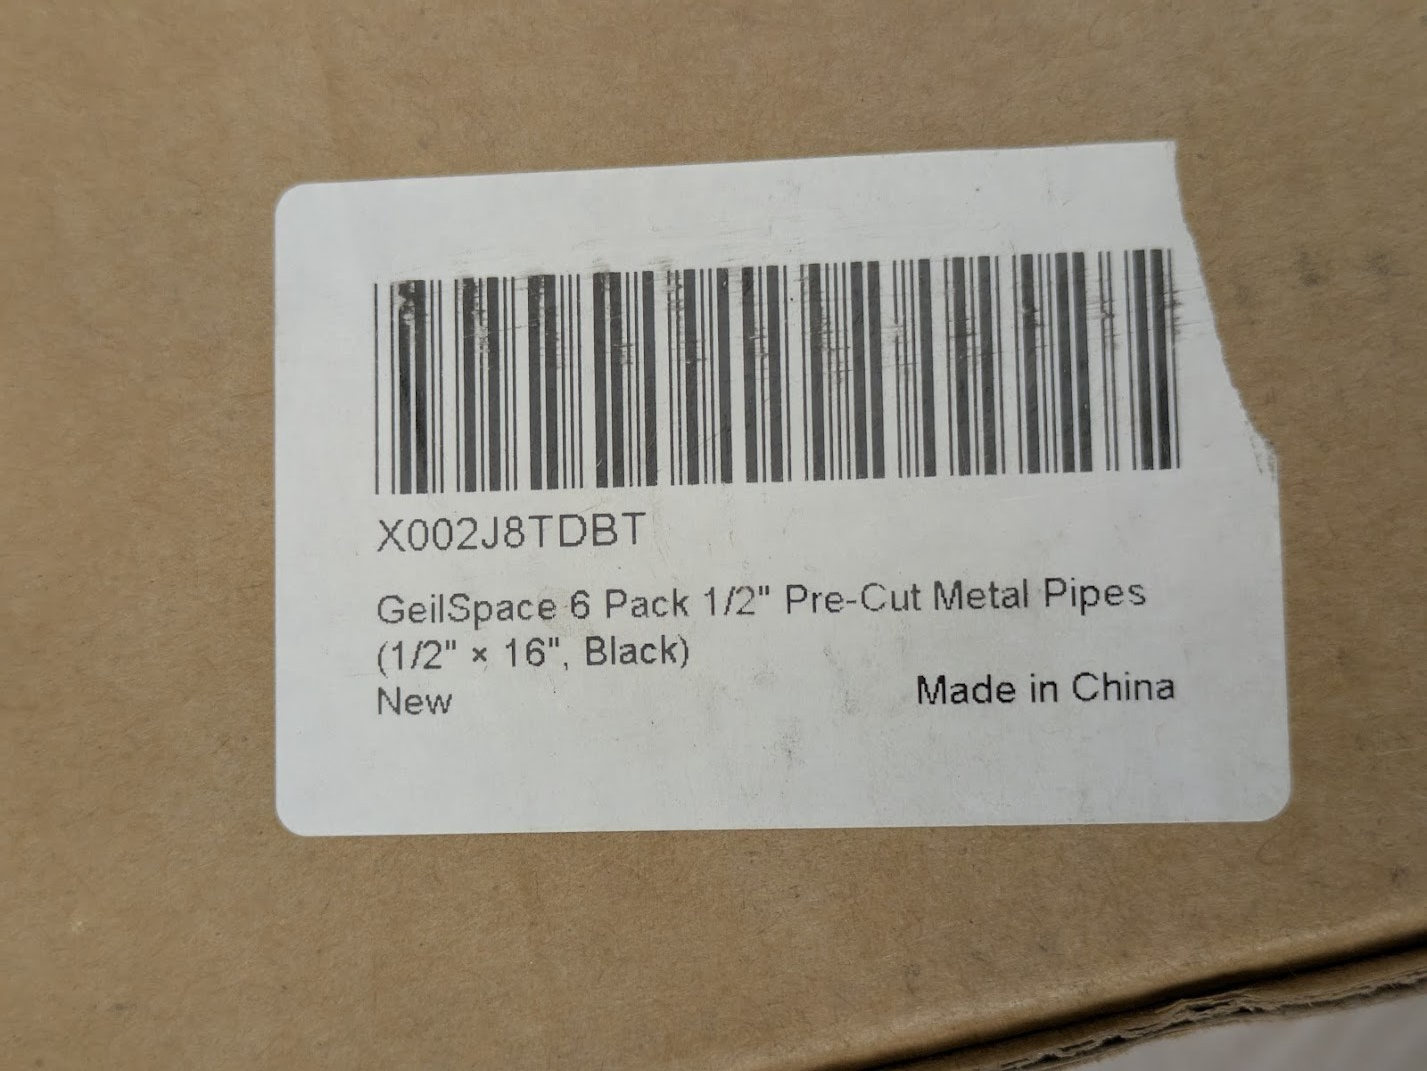 X002J8TDBT
GeilSpace 6 Pack 1/2" Pre-Cut Metal Pipes
(1/2" × 16", Black)
New
Made in China